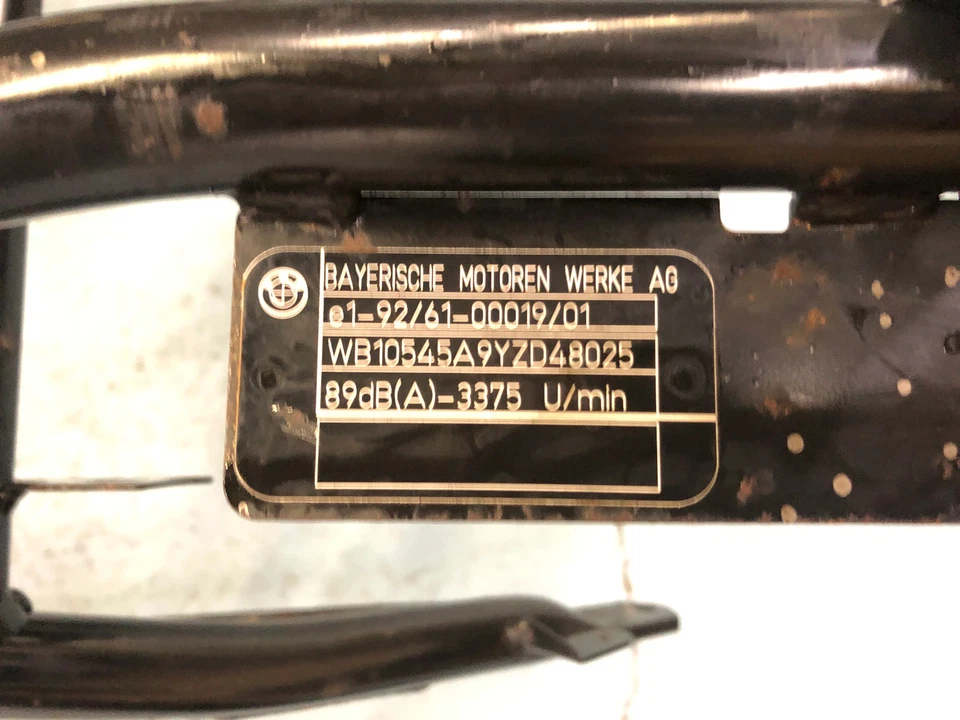 BAYERISCHE MOTOREN WERKE AG
e1-92/61-00019/01
WB10545A9YZD48025
89dB(A)-3375 U/min